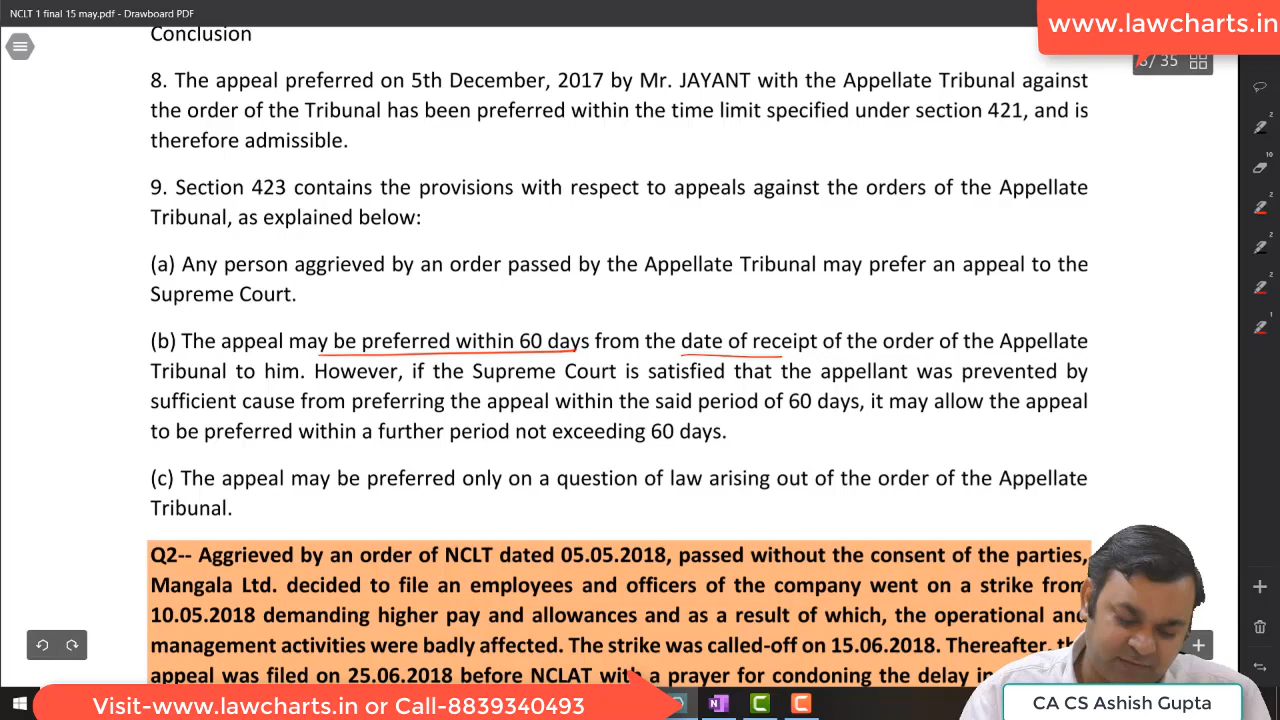 NCLT 1 final 15 may.pdf - Drawboard PDF
www.lawcharts.in
/ 35
Conclusion
8. The appeal preferred on 5th December, 2017 by Mr. JAYANT with the Appellate Tribunal against
the order of the Tribunal has been preferred within the time limit specified under section 421, and is
therefore admissible.
9. Section 423 contains the provisions with respect to appeals against the orders of the Appellate
Tribunal, as explained below:
(a) Any person aggrieved by an order passed by the Appellate Tribunal may prefer an appeal to the
Supreme Court.
(b) The appeal may be preferred within 60 days from the date of receipt of the order of the Appellate
Tribunal to him. However, if the Supreme Court is satisfied that the appellant was prevented by
sufficient cause from preferring the appeal within the said period of 60 days, it may allow the appeal
to be preferred within a further period not exceeding 60 days.
(c) The appeal may be preferred only on a question of law arising out of the order of the Appellate
Tribunal.
Q2-- Aggrieved by an order of NCLT dated 05.05.2018, passed without the consent of the parties,
Mangala Ltd. decided to file an employees and officers of the company went on a strike from
10.05.2018 demanding higher pay and allowances and as a result of which, the operational and
management activities were badly affected. The strike was called-off on 15.06.2018. Thereafter,
appeal was filed on 25.06.2018 before NCLAT with a prayer for condoning the delay in
2
10
2
2
2
1
Visit-www.lawcharts.in or Call-8839340493
CA CS Ashish Gupta